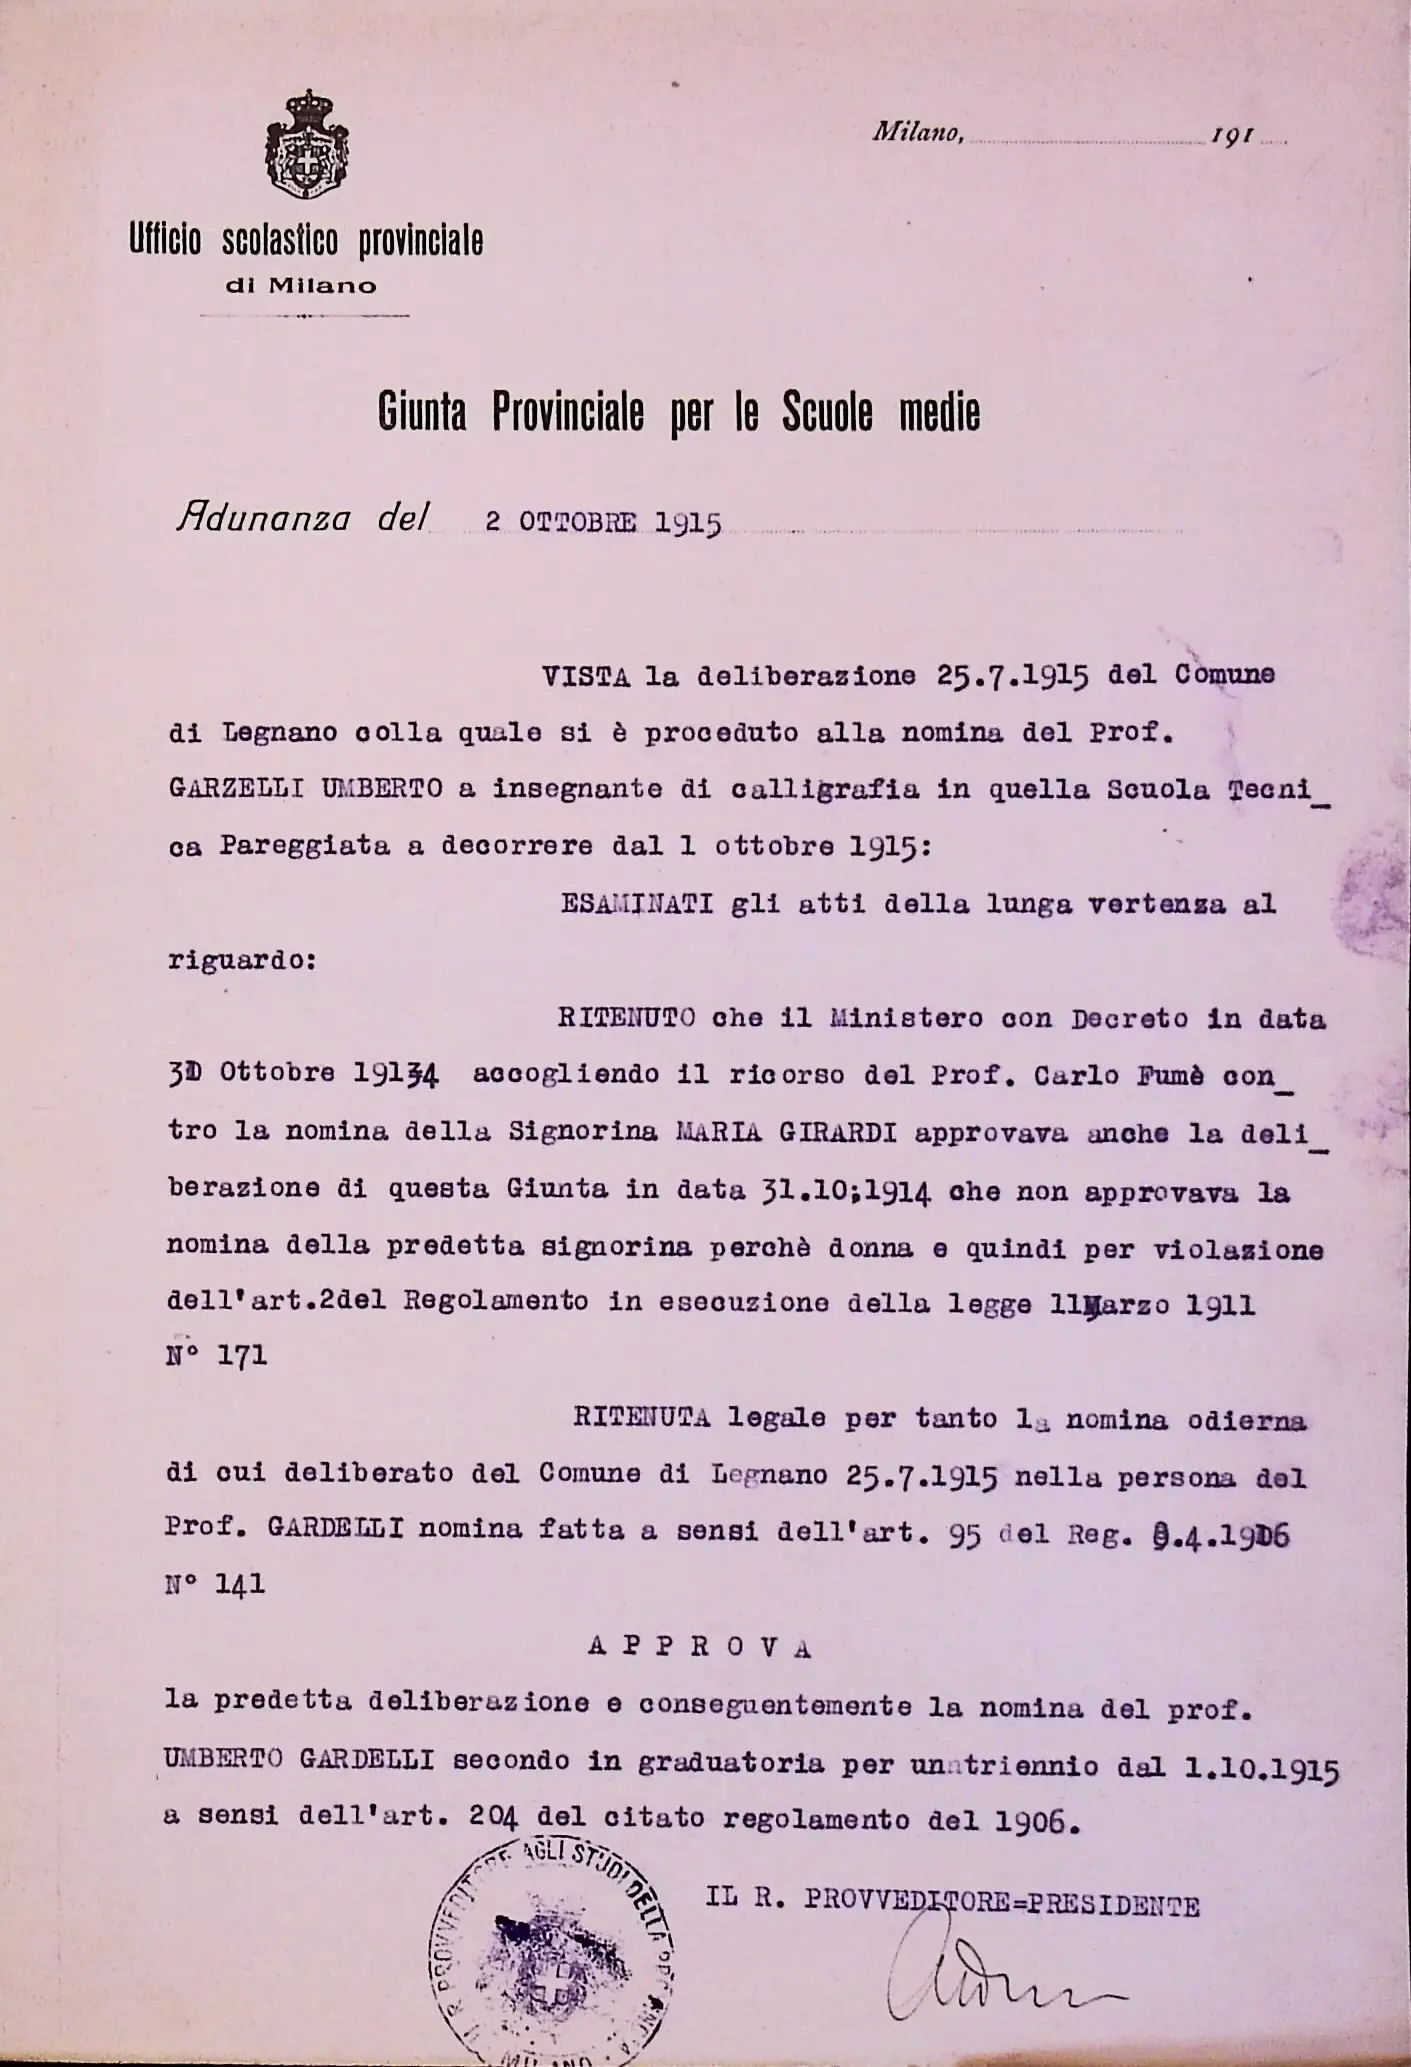 Milano, 191
Ufficio scolastico provinciale
di Milano
Giunta Provinciale per le Scuole medie
Adunanza del 2 OTTOBRE 1915
VISTA la deliberazione 25.7.1915 del Comune
di Legnano colla quale si è proceduto alla nomina del Prof.
GARZELLI UMBERTO a insegnante di calligrafia in quella Scuola Tecni_
ca Pareggiata a decorrere dal 1 ottobre 1915:
ESAMINATI gli atti della lunga vertenza al
riguardo:
RITENUTO che il Ministero con Decreto in data
Ottobre accogliendo il ricorso del Prof. Carlo Fumè con_
tro la nomina della Signorina MARIA GIRARDI approvava anche la deli_
berazione di questa Giunta in data 31.10;1914 che non approvava la
nomina della predetta signorina perchè donna e quindi per violazione
dell'art.2del Regolamento in esecuzione della legge 11Marzo 1911
N° 171
RITENUTA legale per tanto la nomina odierna
di cui deliberato del Comune di Legnano 25.7.1915 nella persona del
Prof. GARDELLI nomina fatta a sensi dell'art. 95 del Reg.
N° 141
A P P R O V A
la predetta deliberazione e conseguentemente la nomina del prof.
UMBERTO GARDELLI secondo in graduatoria per un triennio dal 1.10.1915
a sensi dell'art. 204 del citato regolamento del 1906.
IL R. PROVVEDITORE=PRESIDENTE
R. PROVVEDITORE AGLI STUDI DELLA
MILANO